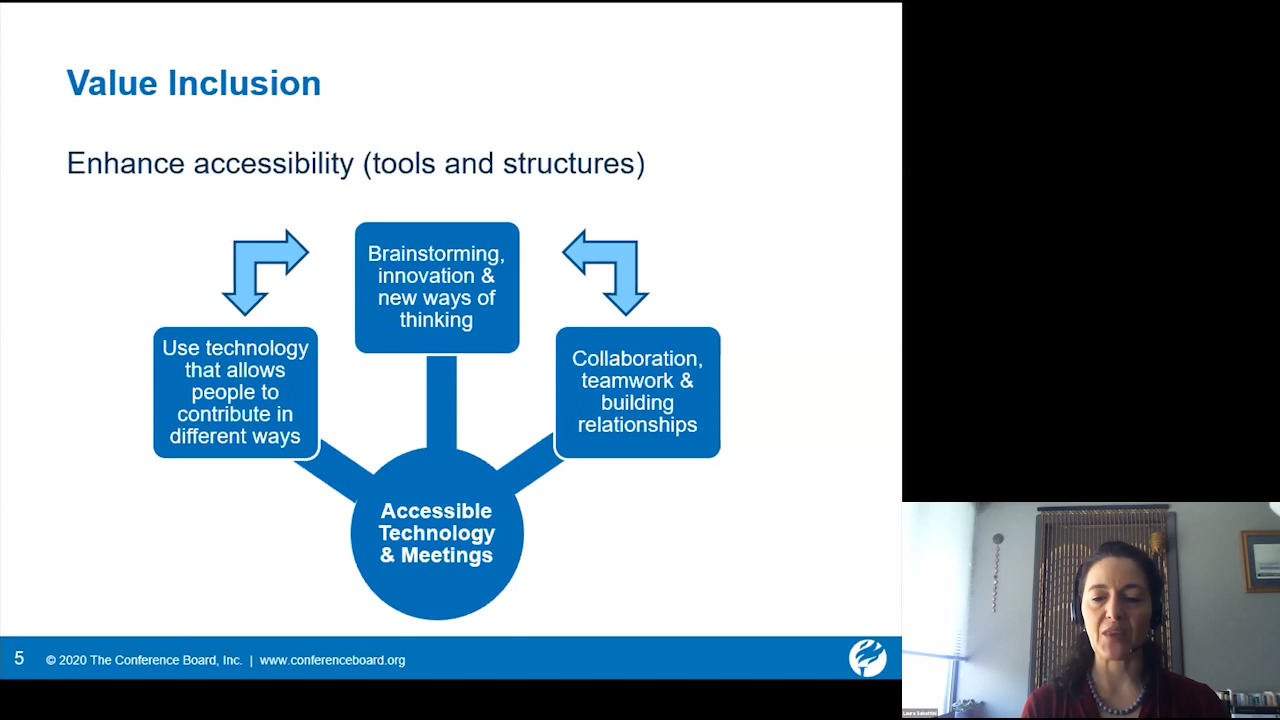 Value Inclusion
Enhance accessibility (tools and structures)
Brainstorming,
innovation &
new ways of
thinking
Use technology
that allows
people to
contribute in
different ways
Collaboration,
teamwork &
building
relationships
Accessible
Technology
& Meetings
5 © 2020 The Conference Board, Inc. | www.conferenceboard.org
Laura Sabattini